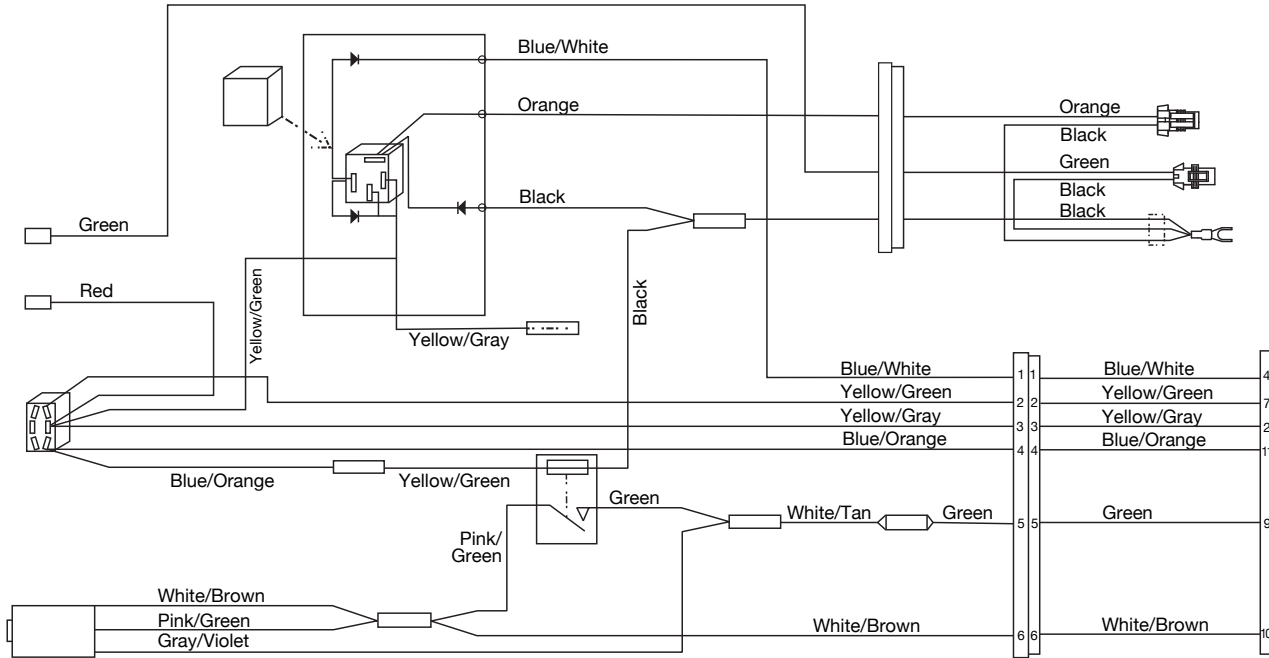 Blue/White
Orange
Orange
Black
Green
Black
Black
Black
Green
Red
Yellow/Green
Black
Yellow/Gray
Blue/White 1 1 Blue/White 4
Yellow/Green 2 2 Yellow/Green 7
Yellow/Gray 3 3 Yellow/Gray 2
Blue/Orange 4 4 Blue/Orange 11
Blue/Orange
Yellow/Green
Green
White/Tan
Green 5 5 Green 9
Pink/
Green
White/Brown
Pink/Green
Gray/Violet
White/Brown 6 6 White/Brown 10